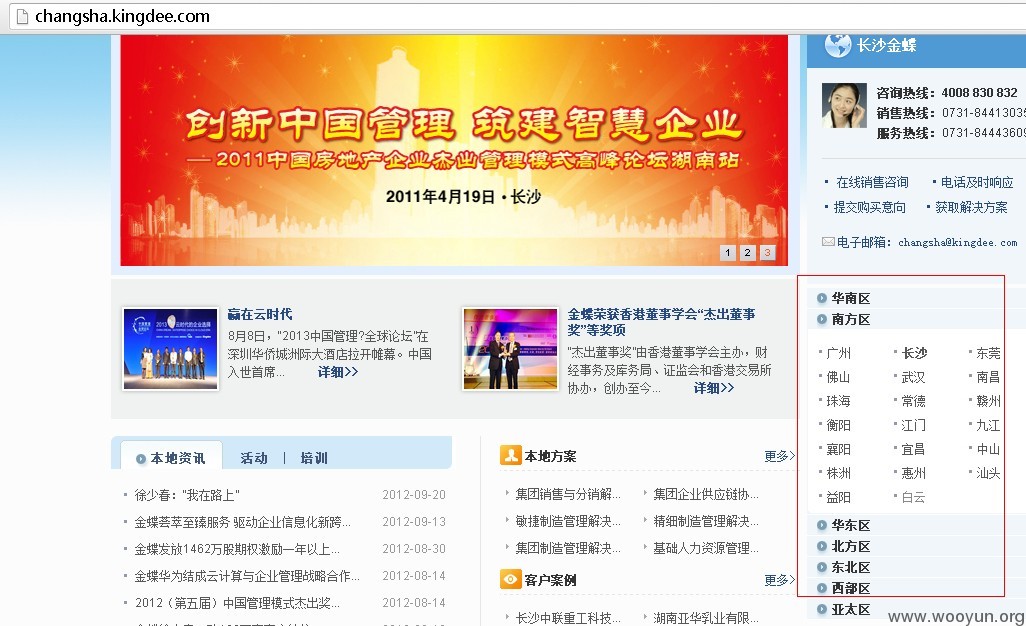 changsha.kingdee.com
创新中国管理 筑建智慧企业
—2011中国房地产企业杰出管理模式高峰论坛湖南站
2011年4月19日·长沙
1 2 3
长沙金蝶
咨询热线：4008 830 832
销售热线：0731-8441303
服务热线：0731-8444360
· 在线销售咨询 · 电话及时响应
· 提交购买意向 · 获取解决方案
电子邮箱：changsha@kingdee.com
赢在云时代
8月8日，"2013中国管理?全球论坛"在
深圳华侨城洲际大酒店拉开帷幕。中国
入世首席... 详细>>
金蝶荣获香港董事学会“杰出董事
奖”等奖项
"杰出董事奖"由香港董事学会主办，财
经事务及库务局、证监会和香港交易所
协办，创办至今... 详细>>
华南区
南方区
广州 长沙 东莞
佛山 武汉 南昌
珠海 常德 赣州
衡阳 江门 九江
襄阳 宜昌 中山
株洲 惠州 汕头
益阳 白云
华东区
北方区
东北区
西部区
亚太区
本地资讯 活动 | 培训
徐少春："我在路上" 2012-09-20
金蝶荟萃至臻服务 驱动企业信息化新跨... 2012-09-13
金蝶发放1462万股期权激励一年以上... 2012-08-30
金蝶华为结成云计算与企业管理战略合作... 2012-08-14
2012（第五届）中国管理模式杰出奖... 2012-08-14
本地方案 更多>
集团销售与分销解... 集团企业供应链协...
敏捷制造管理解决... 精细制造管理解决...
集团制造管理解决... 基础人力资源管理...
客户案例 更多>
长沙中联重工科技... 湖南亚华乳业有限...
www.wooyun.org